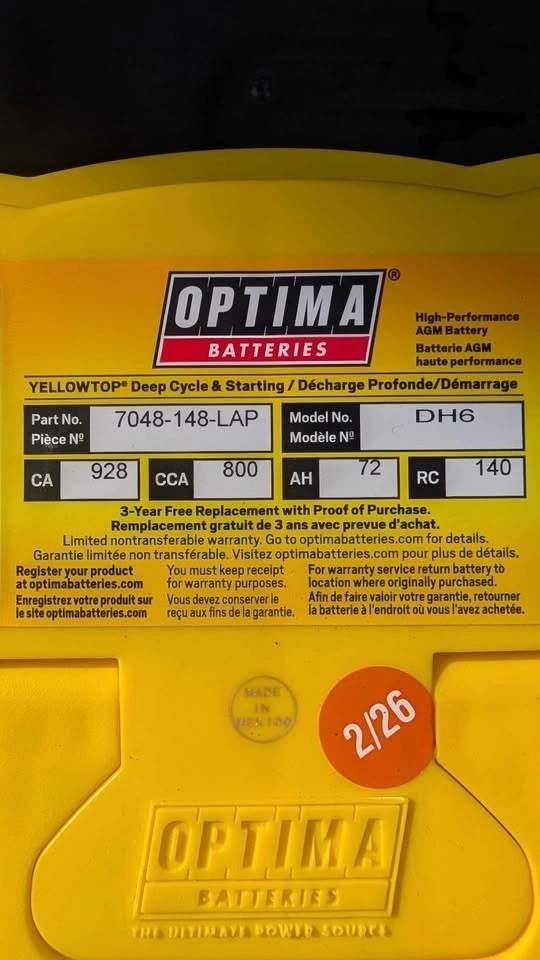 OPTIMA®
BATTERIES
High-Performance
AGM Battery
Batterie AGM
haute performance
YELLOWTOP® Deep Cycle & Starting / Décharge Profonde/Démarrage
Part No.
Pièce Nº
7048-148-LAP
Model No.
Modèle Nº
DH6
CA 928
CCA 800
AH 72
RC 140
3-Year Free Replacement with Proof of Purchase.
Remplacement gratuit de 3 ans avec prevue d'achat.
Limited nontransferable warranty. Go to optimabatteries.com for details.
Garantie limitée non transférable. Visitez optimabatteries.com pour plus de détails.
Register your product
at optimabatteries.com
Enregistrez votre produit sur
le site optimabatteries.com
You must keep receipt
for warranty purposes.
Vous devez conserver le
reçu aux fins de la garantie.
For warranty service return battery to
location where originally purchased.
Afin de faire valoir votre garantie, retourner
la batterie à l'endroit où vous l'avez achetée.
MADE
IN
MEXICO
2/26
OPTIMA
BATTERIES
THE ULTIMATE POWER SOURCE